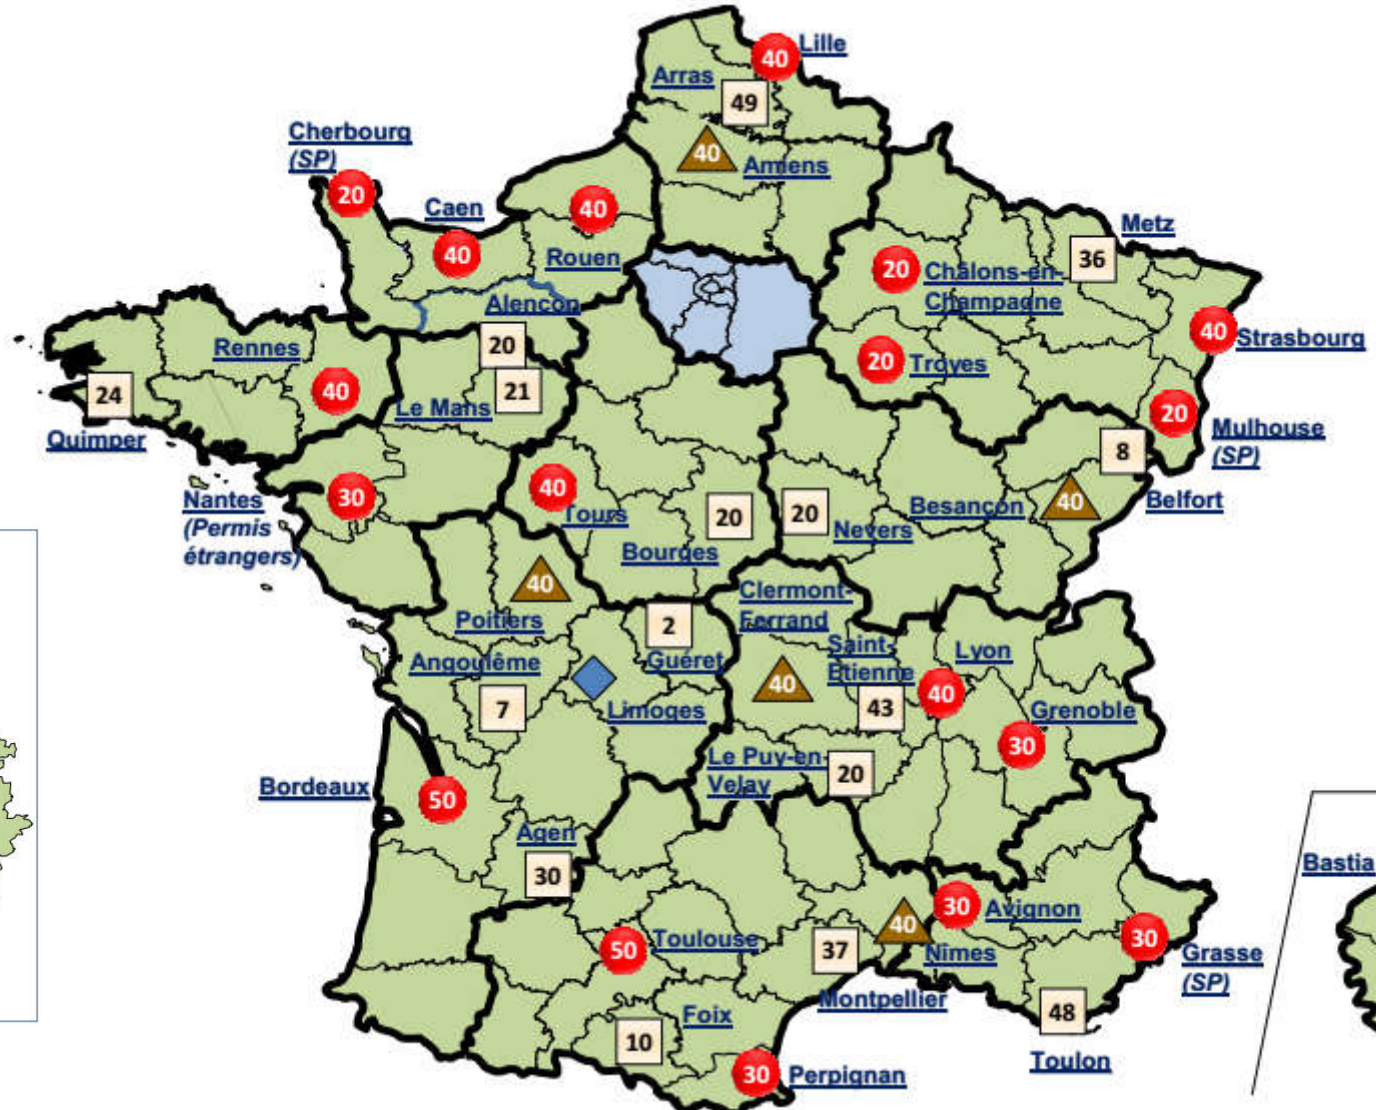 40
Lille
Arras
49
Cherbourg
(SP)
40
Amiens
20
Caen
40
Metz
40
Rouen
36
20
Châlons-en-
Champagne
Alençon
40
Strasbourg
Rennes
20
20
Troyes
40
21
24
Le Mans
20
Mulhouse
(SP)
Quimper
8
Nantes
(Permis
étrangers)
30
40
Tours
20
20
Nevers
Besançon
40
Belfort
Bourges
40
Clermont-
Ferrand
Poitiers
2
Saint-
Etienne
Lyon
Angoulême
Guéret
40
40
7
Limoges
43
Grenoble
30
Le Puy-en-
Velay
20
Bordeaux
50
Agen
Bastia
30
30
Avignon
40
50
Toulouse
37
Nîmes
30
Grasse
(SP)
Montpellier
Foix
48
10
Toulon
30
Perpignan